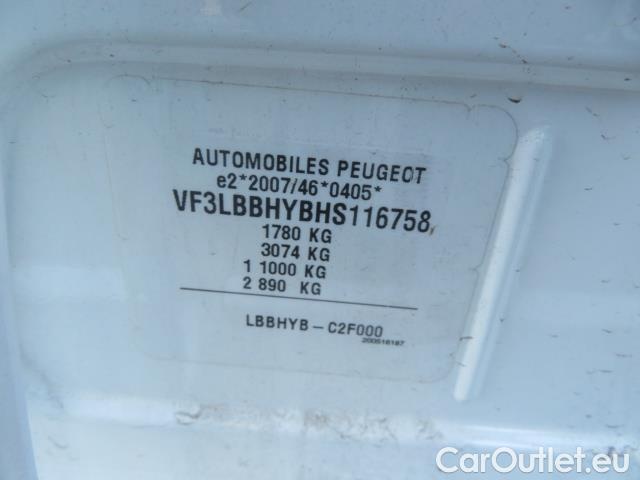 AUTOMOBILES PEUGEOT
e2*2007/46*0405*
VF3LBBHYBHS116758
1780 KG
3074 KG
1 1000 KG
2 890 KG
LBBHYB - C2F000
200516187
CarOutlet.eu